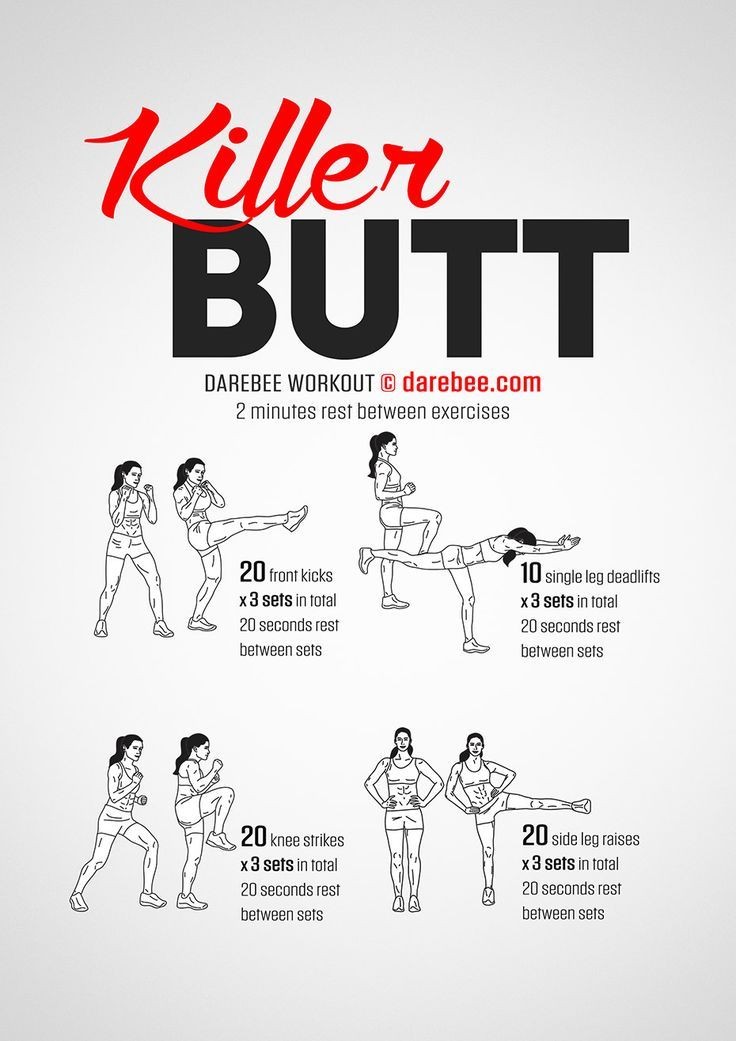 Killer
BUTT
DAREBEE WORKOUT © darebee.com
2 minutes rest between exercises
20 front kicks
x 3 sets in total
20 seconds rest
between sets
10 single leg deadlifts
x 3 sets in total
20 seconds rest
between sets
20 knee strikes
x 3 sets in total
20 seconds rest
between sets
20 side leg raises
x 3 sets in total
20 seconds rest
between sets